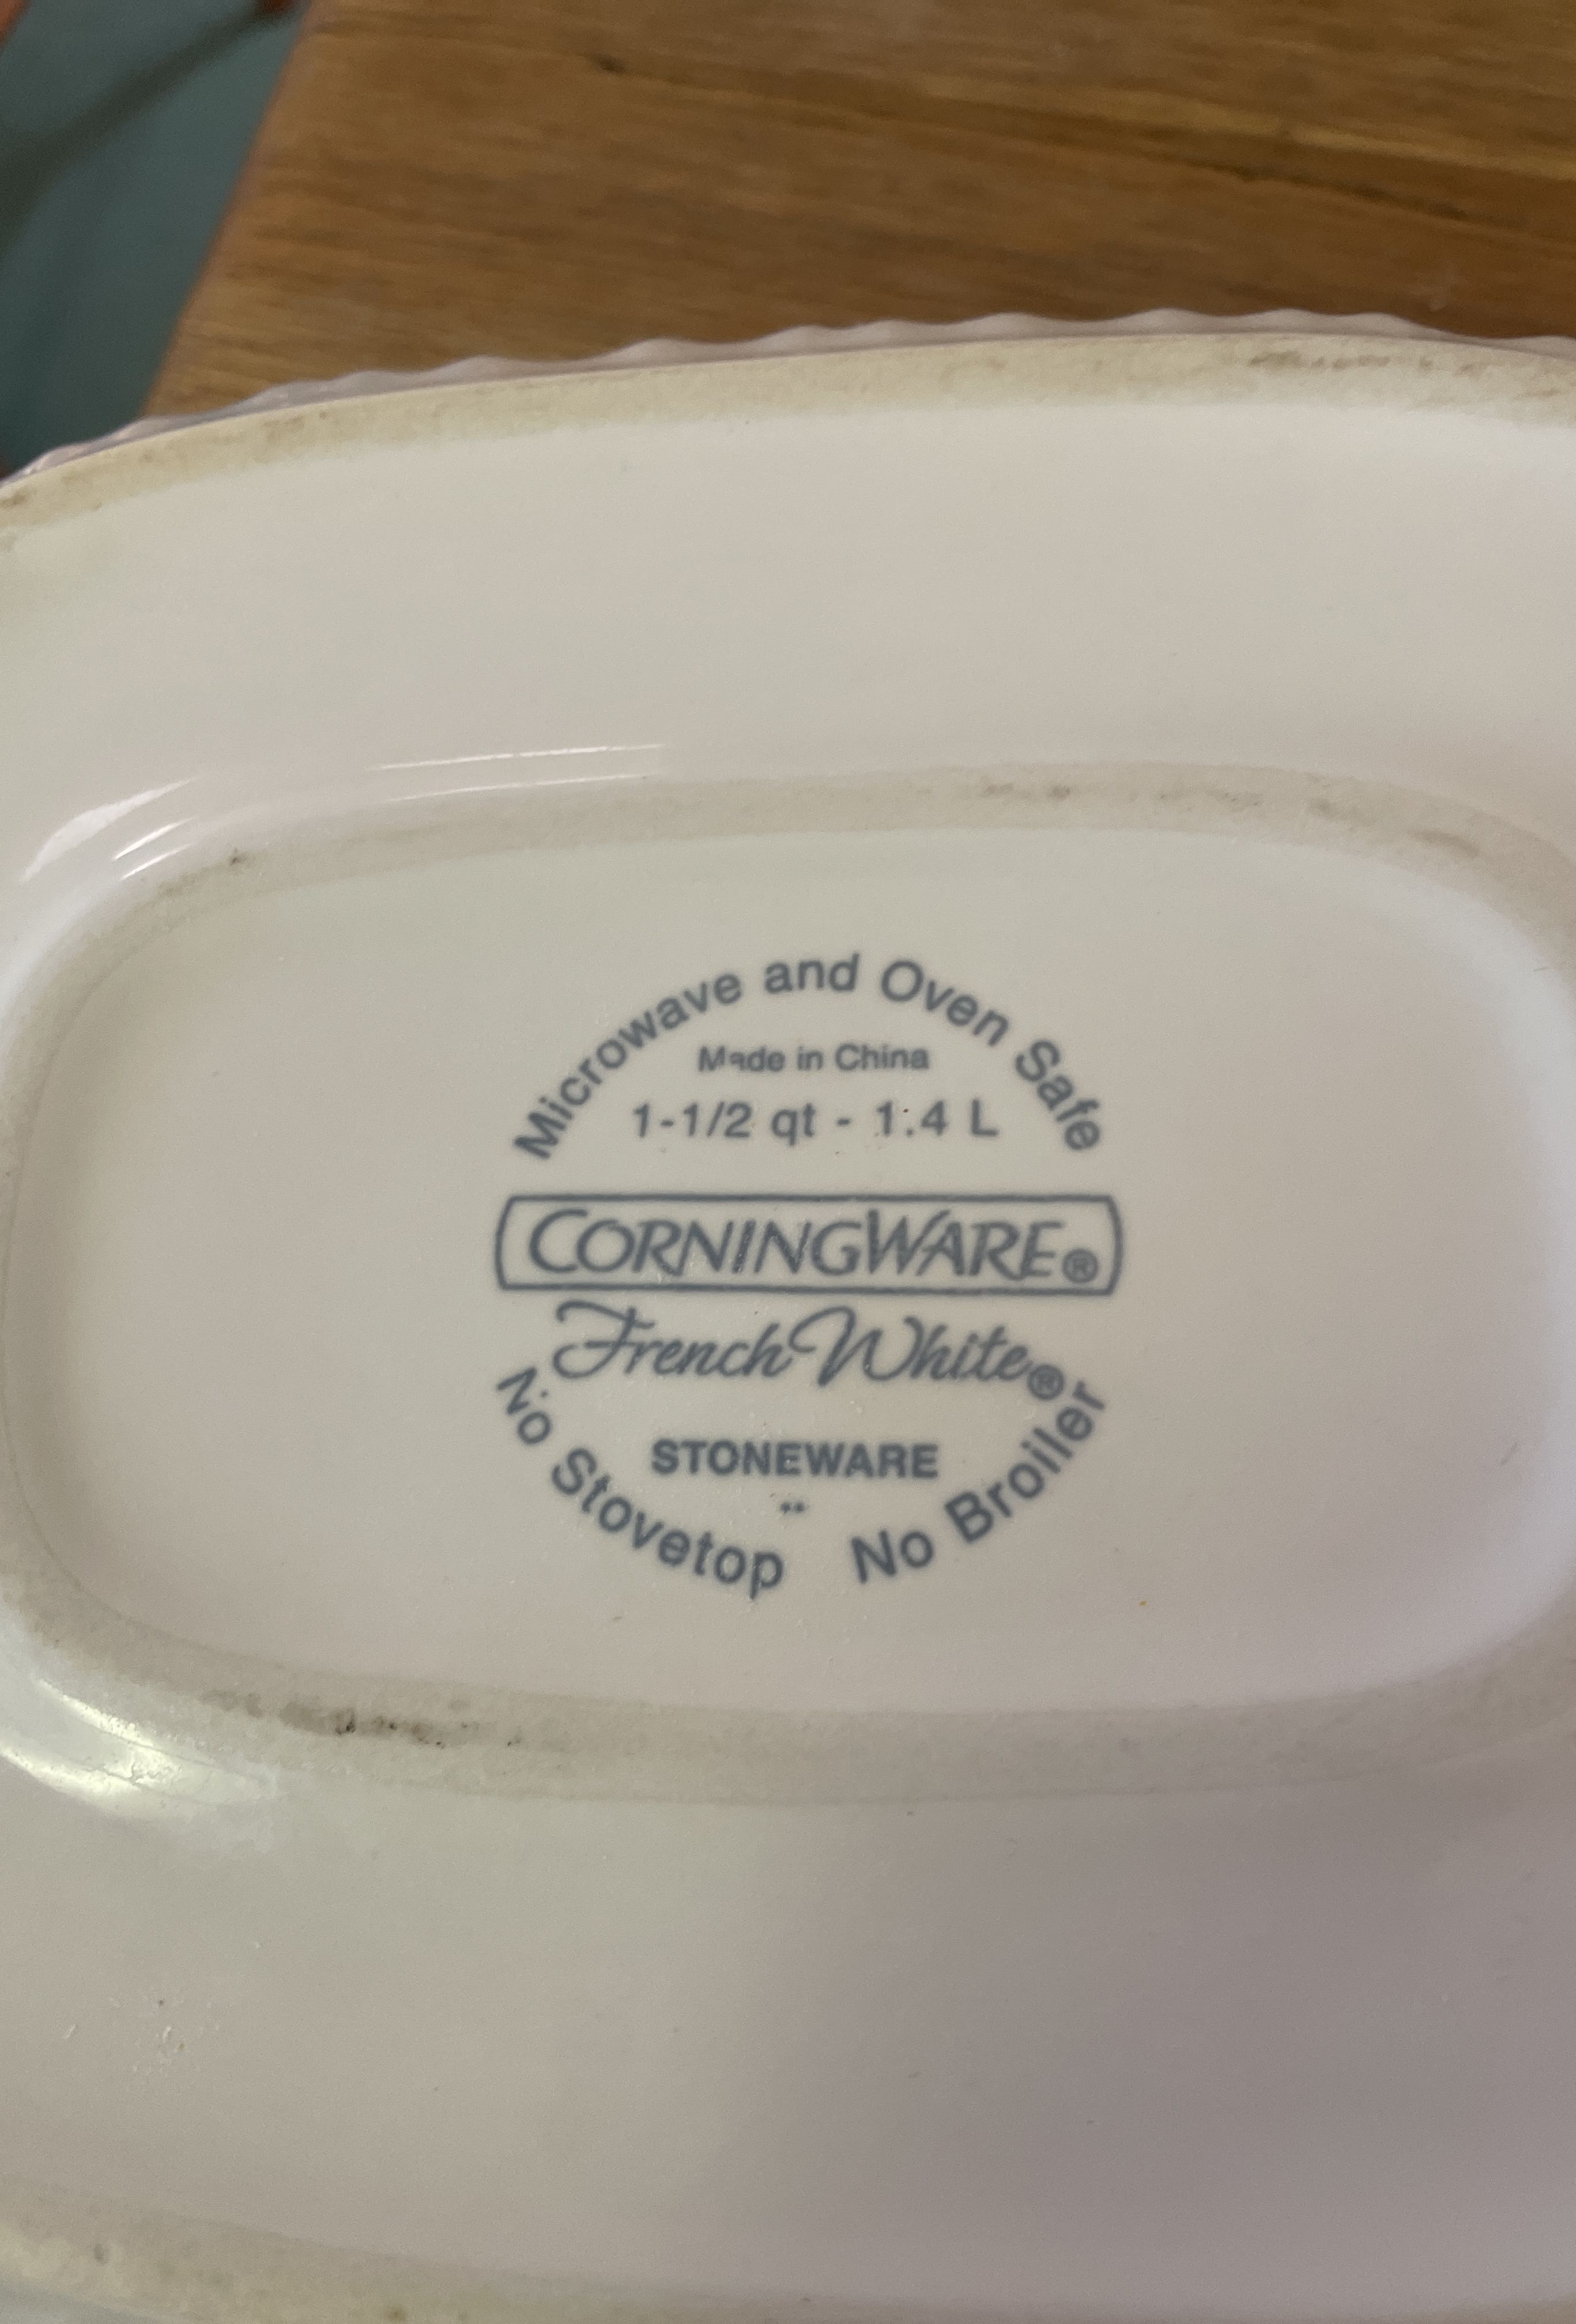 Microwave and Oven Safe
Made in China
1-1/2 qt - 1.4 L
CORNINGWARE®
French White®
STONEWARE
**
No Stovetop No Broiler